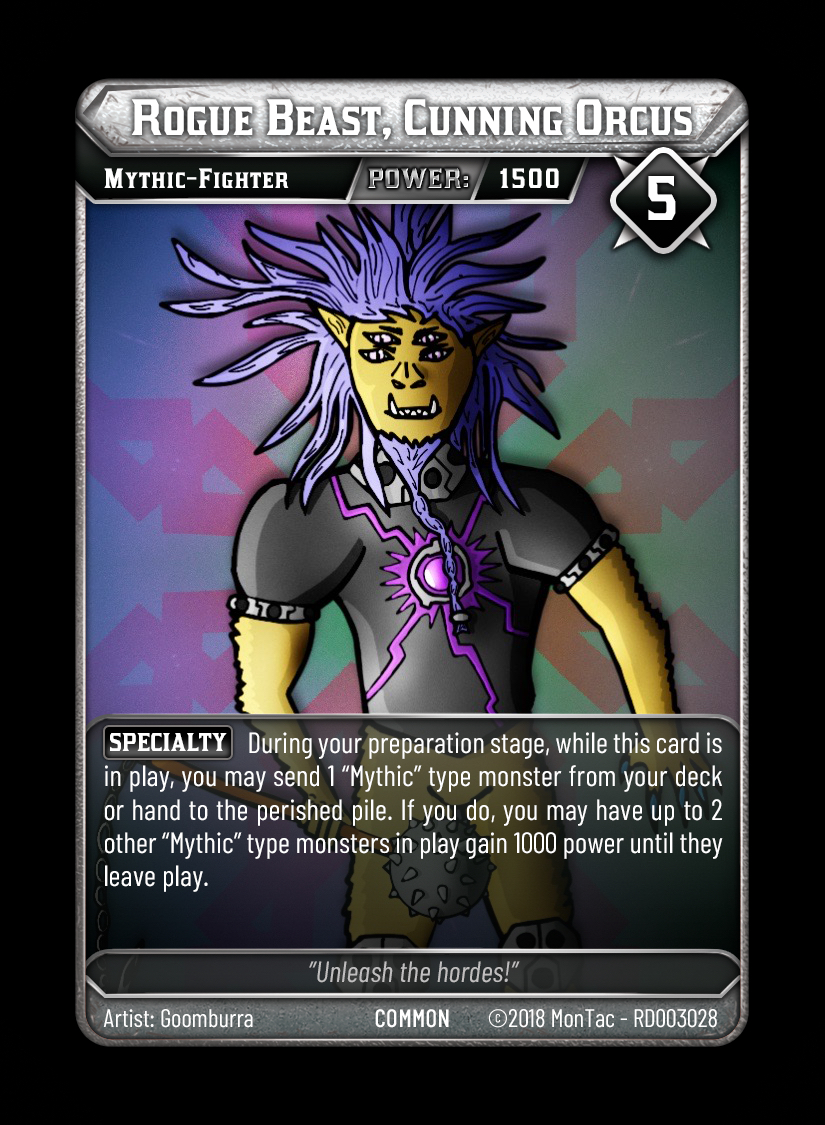 Rogue Beast, Cunning Orcus
Mythic-Fighter POWER: 1500
5
SPECIALTY During your preparation stage, while this card is
in play, you may send 1 “Mythic” type monster from your deck
or hand to the perished pile. If you do, you may have up to 2
other “Mythic” type monsters in play gain 1000 power until they
leave play.
“Unleash the hordes!”
Artist: Goomburra COMMON ©2018 MonTac - RD003028